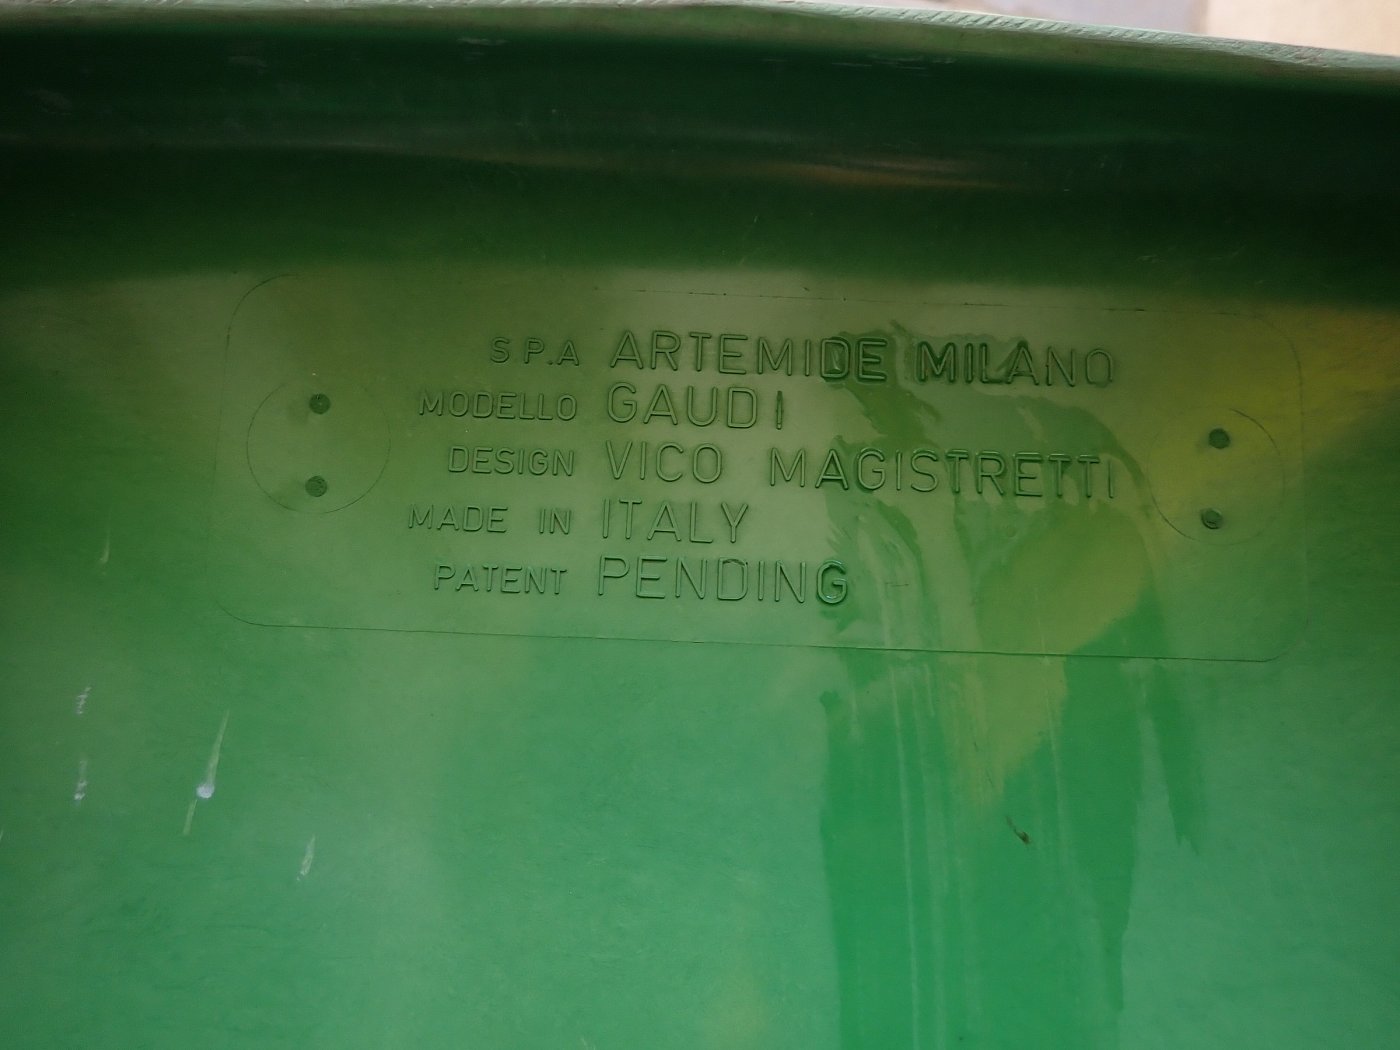 S.P.A ARTEMIDE MILANO
MODELLO GAUDI
DESIGN VICO MAGISTRETTI
MADE IN ITALY
PATENT PENDING